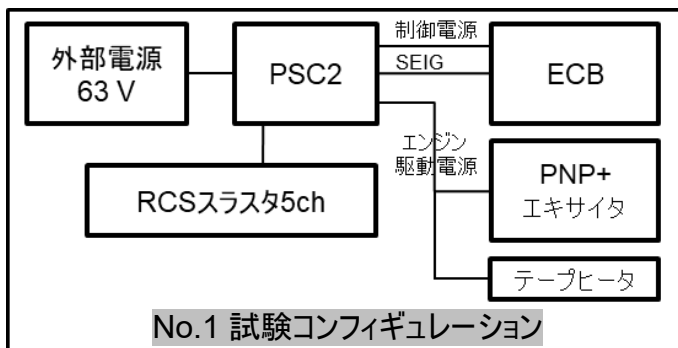 外部電源
63 V
PSC2
制御電源
SEIG
ECB
エンジン
駆動電源
PNP+
エキサイタ
RCSスラスタ5ch
テープヒータ
No.1 試験コンフィギュレーション